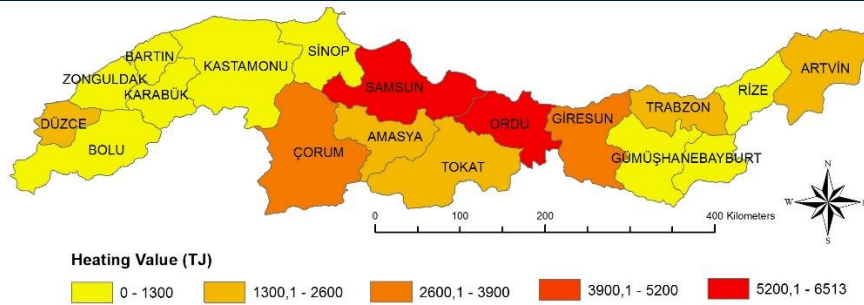 SİNOP
BARTIN
KASTAMONU
ARTVİN
ZONGULDAK
SAMSUN
RİZE
KARABÜK
TRABZON
ORDU
GİRESUN
DÜZCE
AMASYA
BOLU
ÇORUM
GÜMÜŞHANEBAYBURT
TOKAT
N
W
S
0 100 200 400 Kilometers
Heating Value (TJ)
0 - 1300 1300,1 - 2600 2600,1 - 3900 3900,1 - 5200 5200,1 - 6513